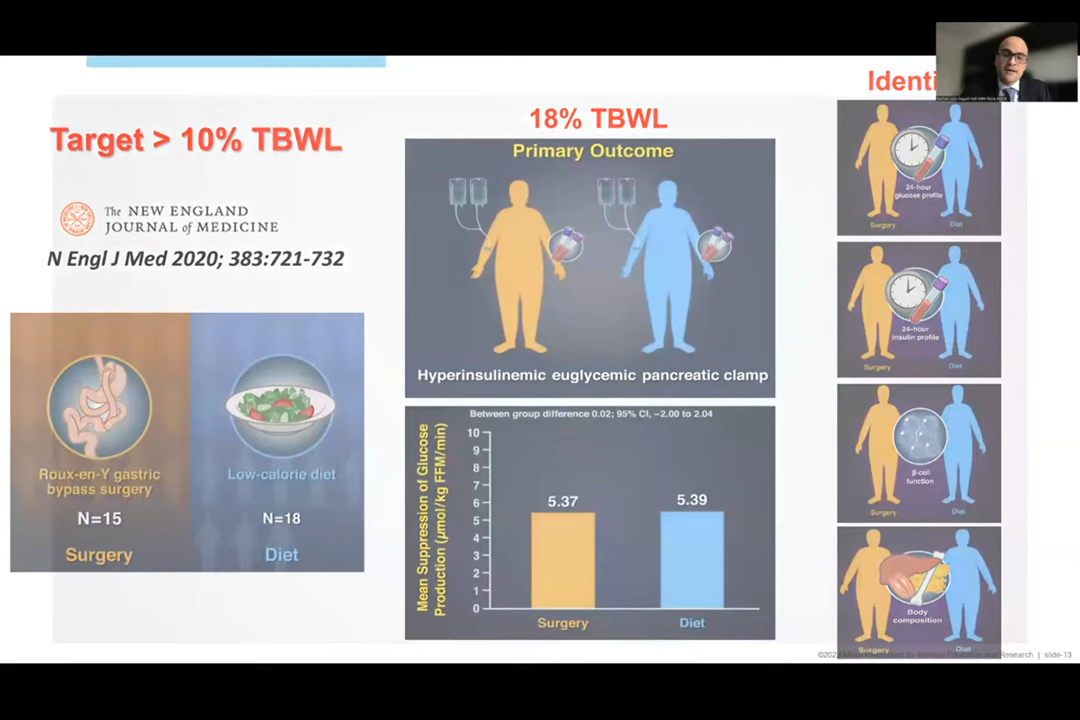 Target > 10% TBWL
The NEW ENGLAND
JOURNAL of MEDICINE
N Engl J Med 2020; 383:721-732
Roux-en-Y gastric
bypass surgery
N=15
Surgery
Low-calorie diet
N=18
Diet
18% TBWL
Primary Outcome
Hyperinsulinemic euglycemic pancreatic clamp
Between group difference 0.02; 95% CI, −2.00 to 2.04
Mean Suppression of Glucose
Production (µmol/kg FFM/min)
10
9
8
7
6
5
4
3
2
1
0
5.37
5.39
Surgery
Diet
Identi
24-hour
glucose profile
Surgery
Diet
24-hour
insulin profile
Surgery
Diet
β-cell
function
Surgery
Diet
Body
composition
Surgery
Diet
and Research | slide-13